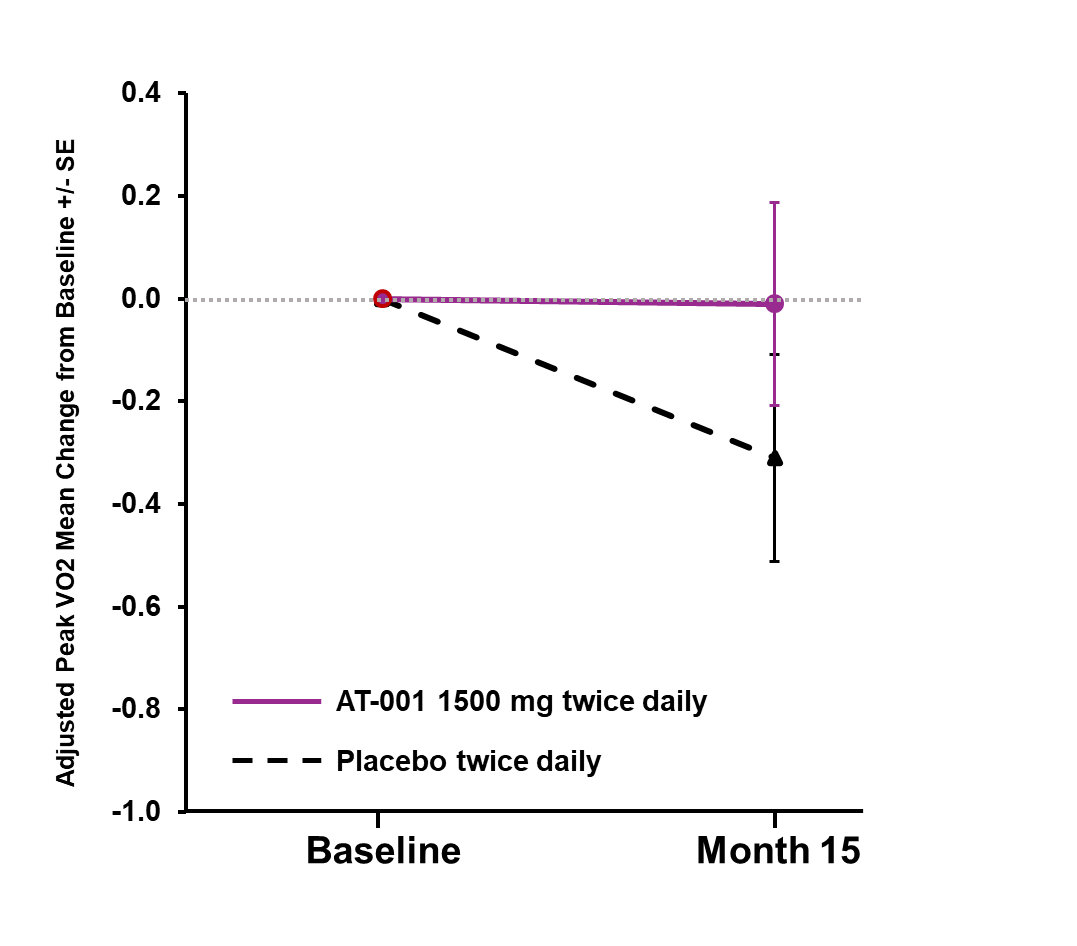 Adjusted Peak VO2 Mean Change from Baseline +/- SE
0.4
0.2
0.0
-0.2
-0.4
-0.6
-0.8
-1.0
AT-001 1500 mg twice daily
Placebo twice daily
Baseline
Month 15